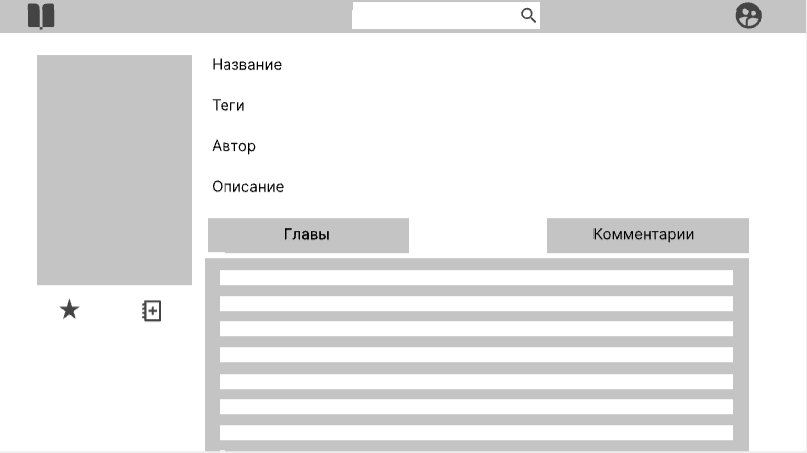 Название
Теги
Автор
Описание
Главы
Комментарии